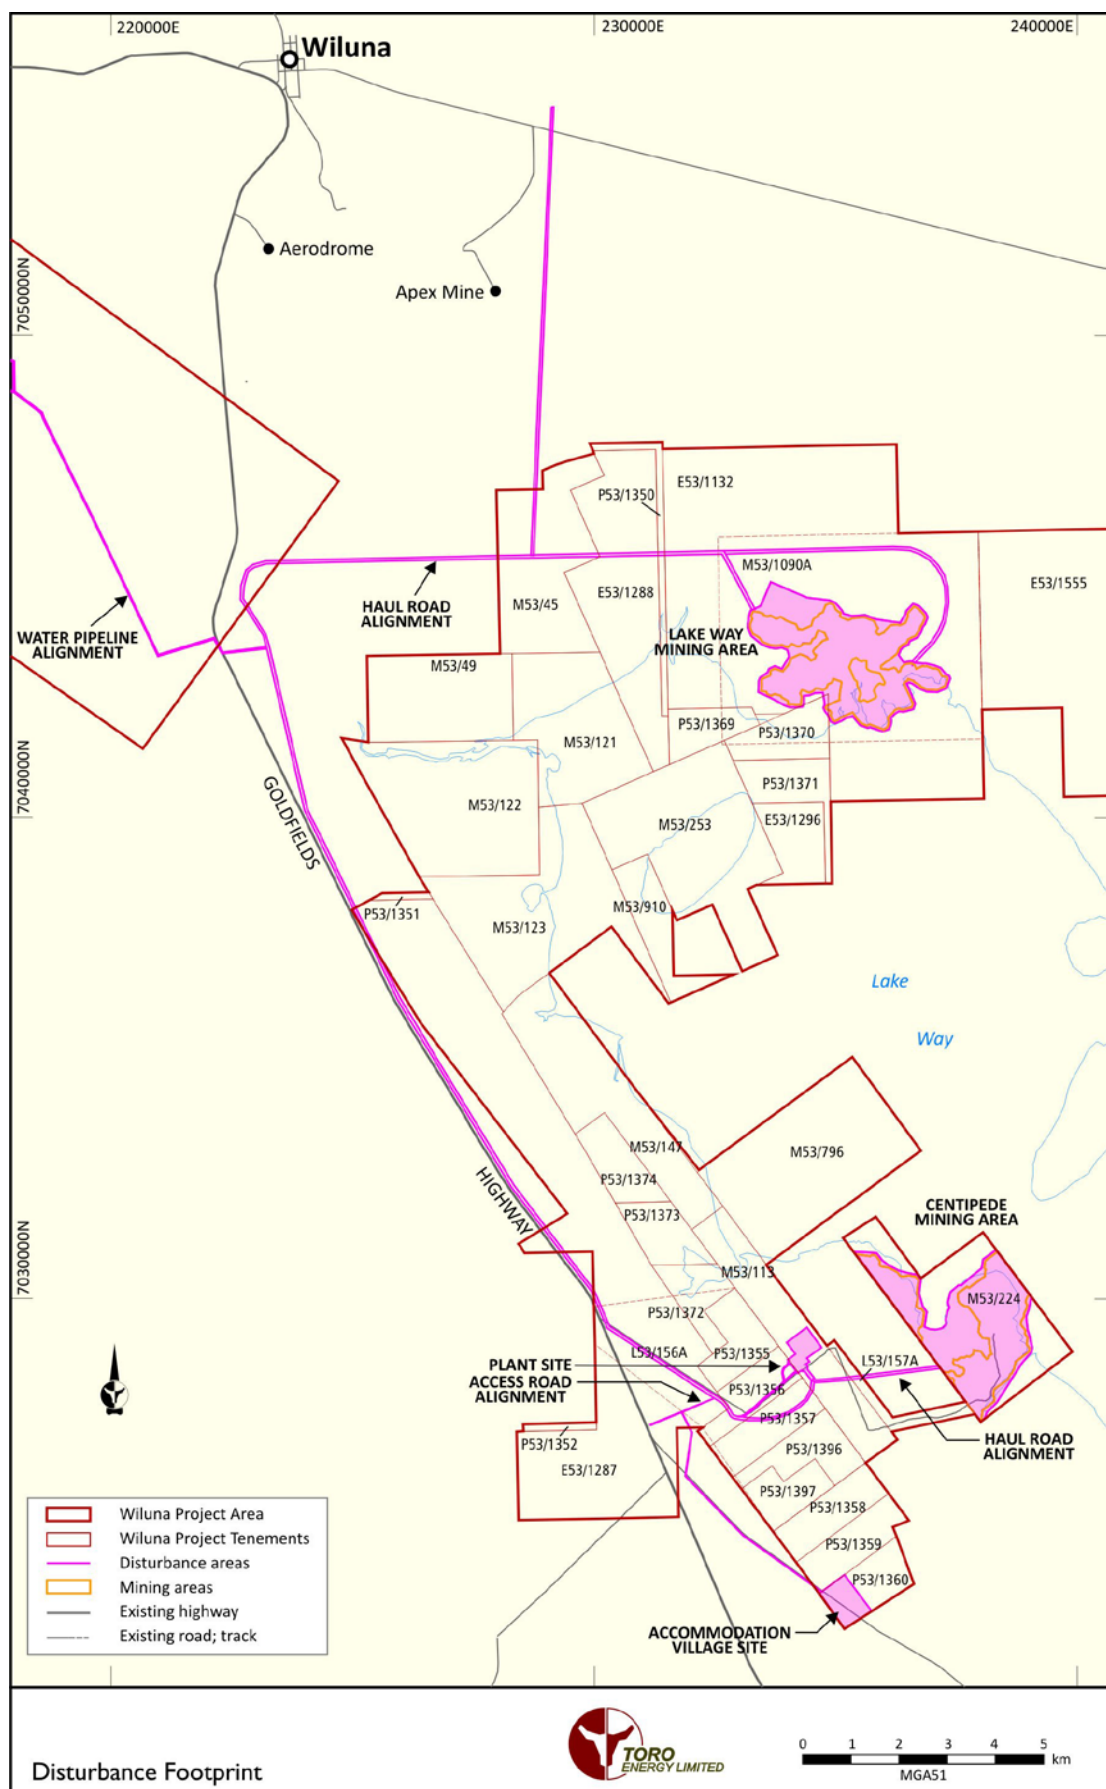 220000E
230000E
240000E
Wiluna
Aerodrome
Apex Mine
7050000N
P53/1350
E53/1132
M53/1090A
E53/1555
HAUL ROAD
ALIGNMENT
M53/45
E53/1288
WATER PIPELINE
ALIGNMENT
LAKE WAY
MINING AREA
M53/49
P53/1369
P53/1370
M53/121
P53/1371
7040000N
M53/122
M53/253
E53/1296
GOLDFIELDS
P53/1351
M53/910
M53/123
Lake
Way
M53/147
M53/796
P53/1374
HIGHWAY
P53/1373
CENTIPEDE
MINING AREA
7030000N
M53/113
M53/224
P53/1372
L53/156A
P53/1355
L53/157A
PLANT SITE
ACCESS ROAD
ALIGNMENT
P53/1356
P53/1357
HAUL ROAD
ALIGNMENT
P53/1352
P53/1396
E53/1287
P53/1397
P53/1358
P53/1359
P53/1360
Wiluna Project Area
Wiluna Project Tenements
Disturbance areas
Mining areas
Existing highway
Existing road; track
ACCOMMODATION
VILLAGE SITE
Disturbance Footprint
TORO
ENERGY LIMITED
0 1 2 3 4 5
km
MGA51